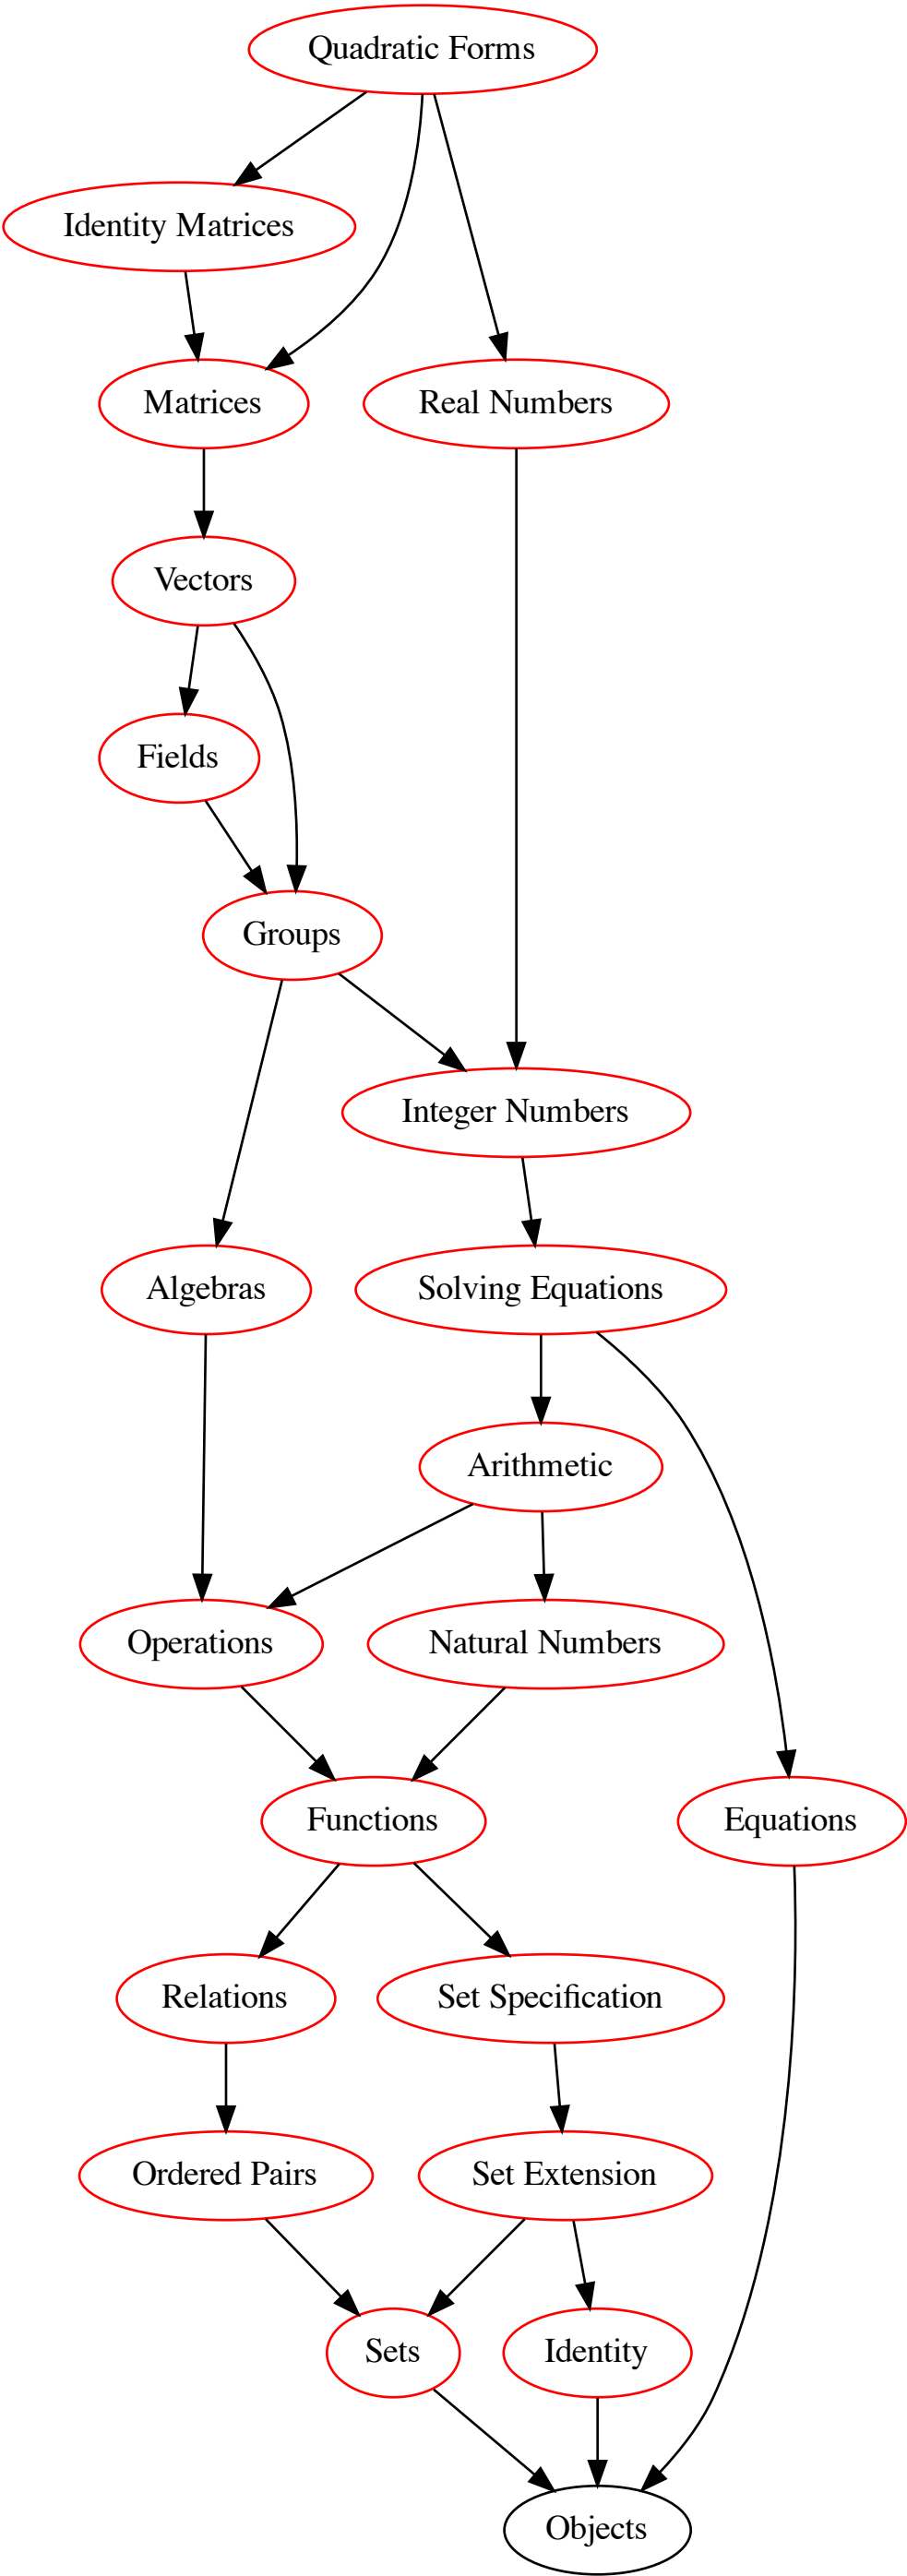 Quadratic Forms
Identity Matrices
Matrices
Real Numbers
Vectors
Fields
Groups
Integer Numbers
Algebras
Solving Equations
Arithmetic
Operations
Natural Numbers
Functions
Equations
Relations
Set Specification
Ordered Pairs
Set Extension
Sets
Identity
Objects